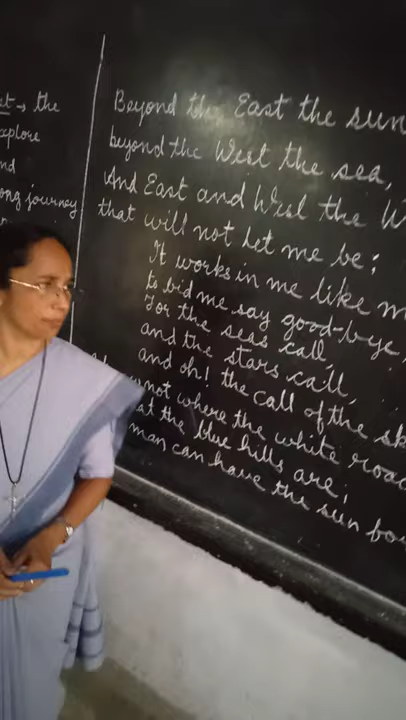 et → the
explore
nd
ong journey
Beyond the East the sun
beyond the West the sea,
And East and West the W
that will not let me be;
It works in me like m
to bid me say good-bye,
For the seas call,
and the stars call,
and oh! the call of the sk
not where the white road
at the blue hills are;
man can have the sun for